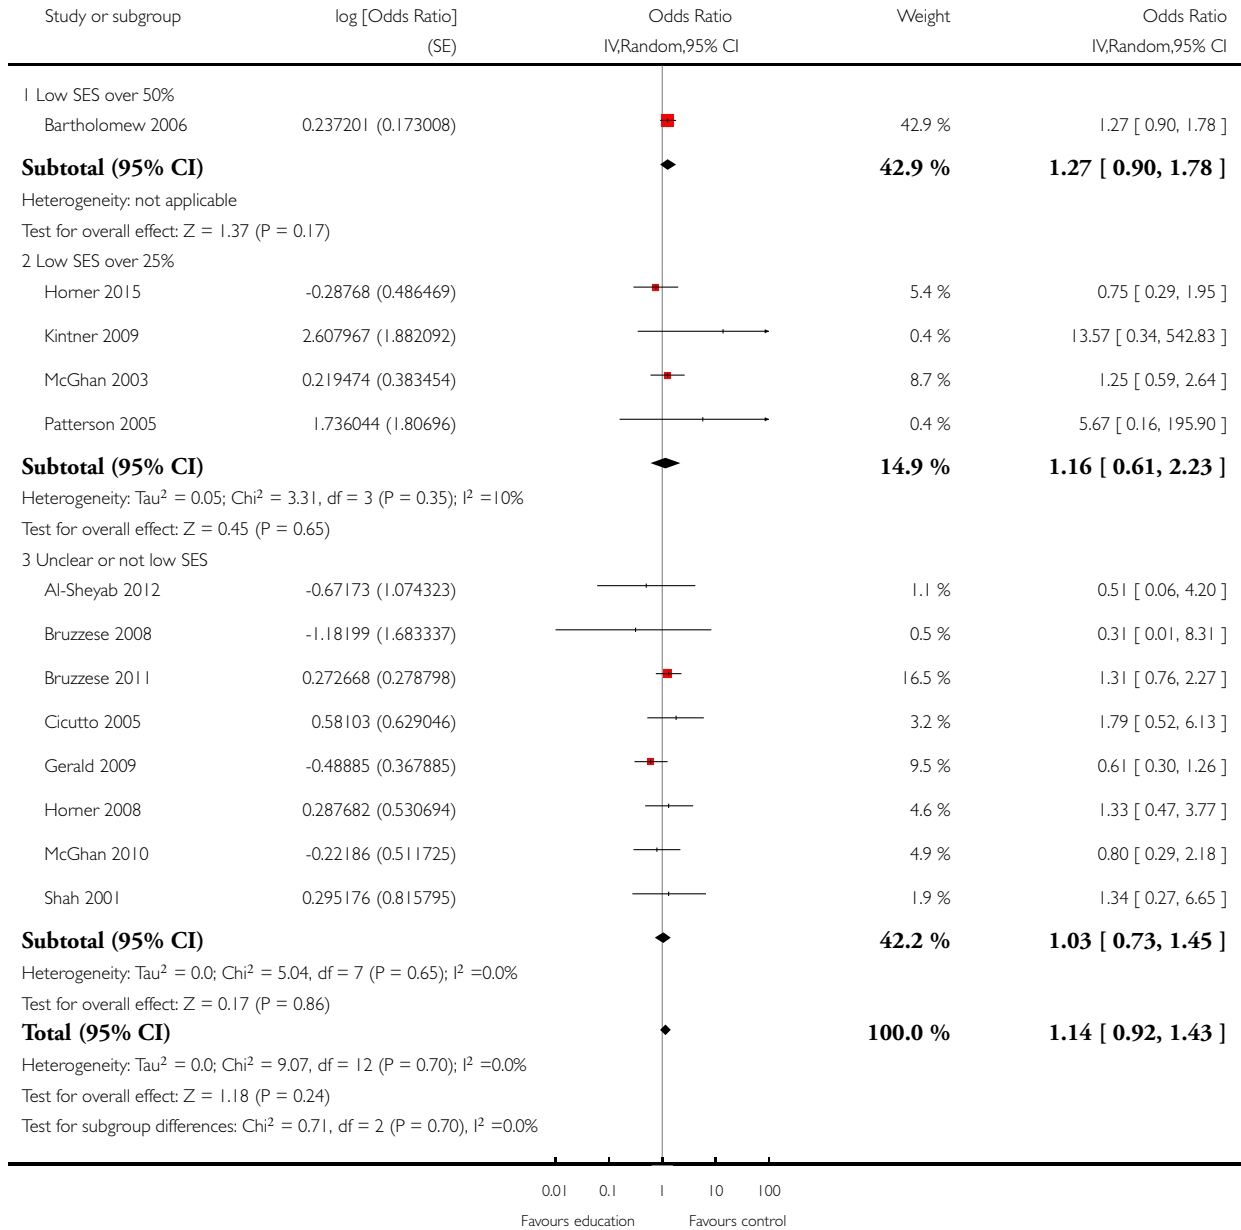 Study or subgroup log [Odds Ratio] Odds Ratio Weight Odds Ratio
(SE) IV,Random,95% CI IV,Random,95% CI
1 Low SES over 50%
Bartholomew 2006 0.237201 (0.173008) 42.9 % 1.27 [ 0.90, 1.78 ]
Subtotal (95% CI) 42.9 % 1.27 [ 0.90, 1.78 ]
Heterogeneity: not applicable
Test for overall effect: Z = 1.37 (P = 0.17)
2 Low SES over 25%
Horner 2015 -0.28768 (0.486469) 5.4 % 0.75 [ 0.29, 1.95 ]
Kintner 2009 2.607967 (1.882092) 0.4 % 13.57 [ 0.34, 542.83 ]
McGhan 2003 0.219474 (0.383454) 8.7 % 1.25 [ 0.59, 2.64 ]
Patterson 2005 1.736044 (1.80696) 0.4 % 5.67 [ 0.16, 195.90 ]
Subtotal (95% CI) 14.9 % 1.16 [ 0.61, 2.23 ]
Heterogeneity: Tau² = 0.05; Chi² = 3.31, df = 3 (P = 0.35); I² =10%
Test for overall effect: Z = 0.45 (P = 0.65)
3 Unclear or not low SES
Al-Sheyab 2012 -0.67173 (1.074323) 1.1 % 0.51 [ 0.06, 4.20 ]
Bruzzese 2008 -1.18199 (1.683337) 0.5 % 0.31 [ 0.01, 8.31 ]
Bruzzese 2011 0.272668 (0.278798) 16.5 % 1.31 [ 0.76, 2.27 ]
Cicutto 2005 0.58103 (0.629046) 3.2 % 1.79 [ 0.52, 6.13 ]
Gerald 2009 -0.48885 (0.367885) 9.5 % 0.61 [ 0.30, 1.26 ]
Horner 2008 0.287682 (0.530694) 4.6 % 1.33 [ 0.47, 3.77 ]
McGhan 2010 -0.22186 (0.511725) 4.9 % 0.80 [ 0.29, 2.18 ]
Shah 2001 0.295176 (0.815795) 1.9 % 1.34 [ 0.27, 6.65 ]
Subtotal (95% CI) 42.2 % 1.03 [ 0.73, 1.45 ]
Heterogeneity: Tau² = 0.0; Chi² = 5.04, df = 7 (P = 0.65); I² =0.0%
Test for overall effect: Z = 0.17 (P = 0.86)
Total (95% CI) 100.0 % 1.14 [ 0.92, 1.43 ]
Heterogeneity: Tau² = 0.0; Chi² = 9.07, df = 12 (P = 0.70); I² =0.0%
Test for overall effect: Z = 1.18 (P = 0.24)
Test for subgroup differences: Chi² = 0.71, df = 2 (P = 0.70), I² =0.0%
0.01 0.1 1 10 100
Favours education Favours control